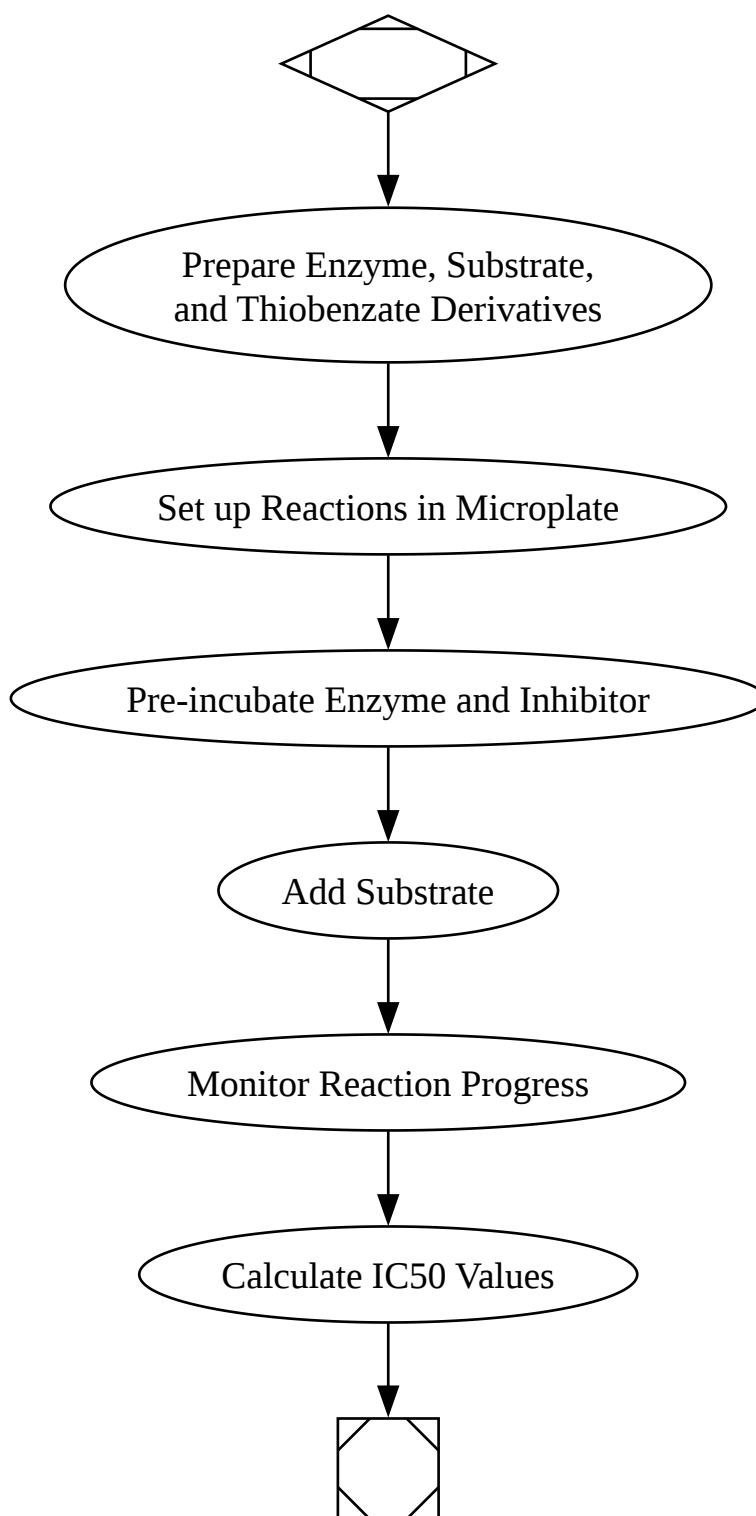 Prepare Enzyme, Substrate,
and Thiobenzate Derivatives
Set up Reactions in Microplate
Pre-incubate Enzyme and Inhibitor
Add Substrate
Monitor Reaction Progress
Calculate IC50 Values